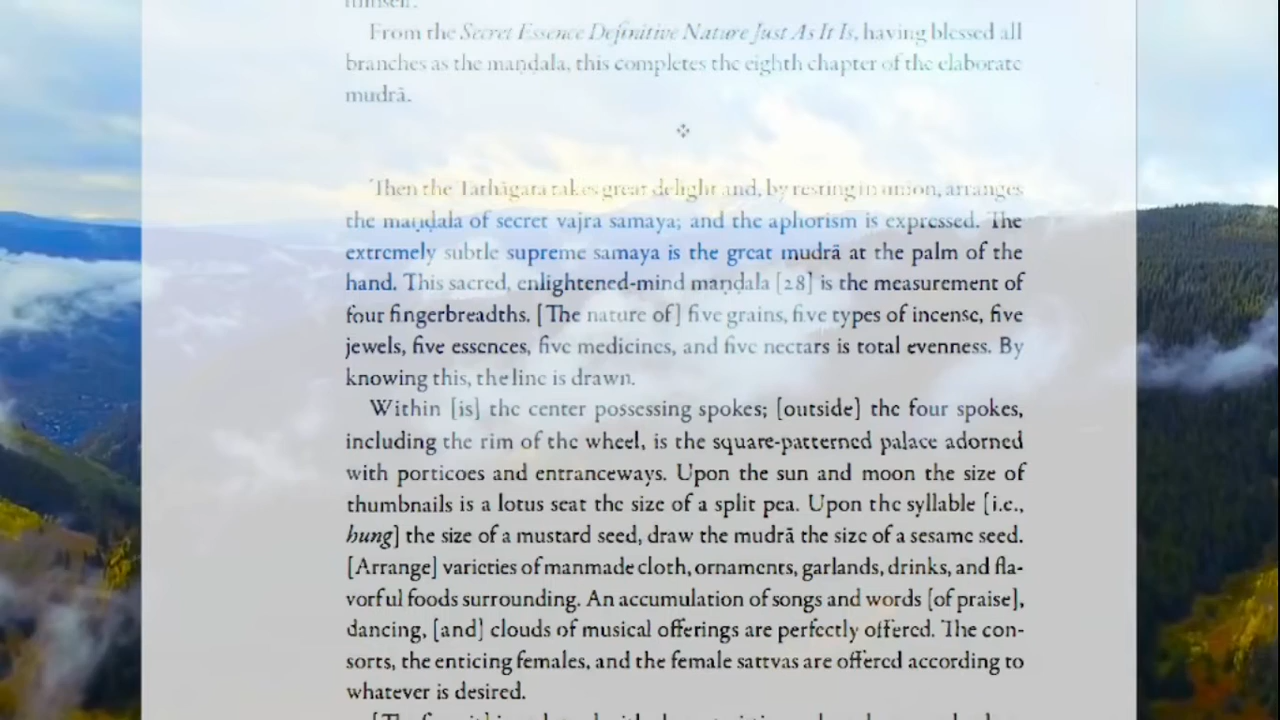 himself.
From the Secret Essence Definitive Nature Just As It Is, having blessed all
branches as the maṇḍala, this completes the eighth chapter of the elaborate
mudrā.
Then the Tathāgata takes great delight and, by resting in union, arranges
the maṇḍala of secret vajra samaya; and the aphorism is expressed. The
extremely subtle supreme samaya is the great mudrā at the palm of the
hand. This sacred, enlightened-mind maṇḍala [28] is the measurement of
four fingerbreadths. [The nature of] five grains, five types of incense, five
jewels, five essences, five medicines, and five nectars is total evenness. By
knowing this, the line is drawn.
Within [is] the center possessing spokes; [outside] the four spokes,
including the rim of the wheel, is the square-patterned palace adorned
with porticoes and entranceways. Upon the sun and moon the size of
thumbnails is a lotus seat the size of a split pea. Upon the syllable [i.e.,
hung] the size of a mustard seed, draw the mudrā the size of a sesame seed.
[Arrange] varieties of manmade cloth, ornaments, garlands, drinks, and fla-
vorful foods surrounding. An accumulation of songs and words [of praise],
dancing, [and] clouds of musical offerings are perfectly offered. The con-
sorts, the enticing females, and the female sattvas are offered according to
whatever is desired.